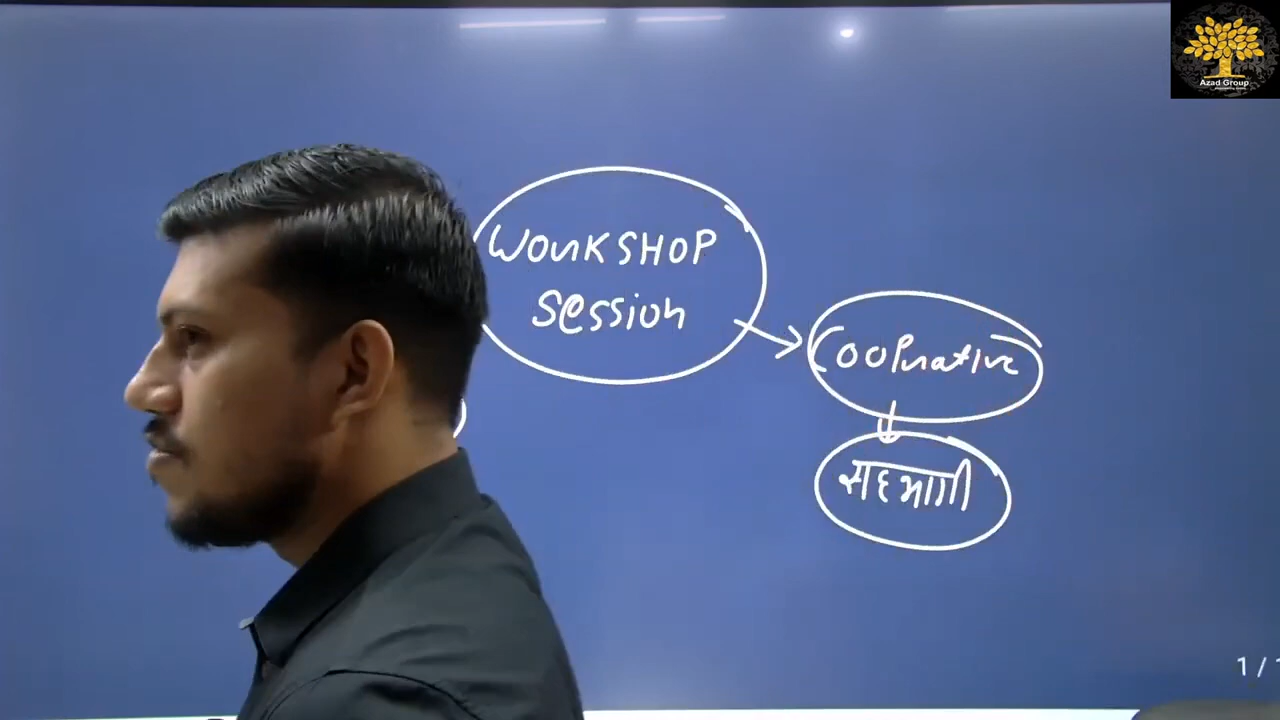 Azad Group
WORKSHOP
Session
Cooperative
सहभागी
1 /